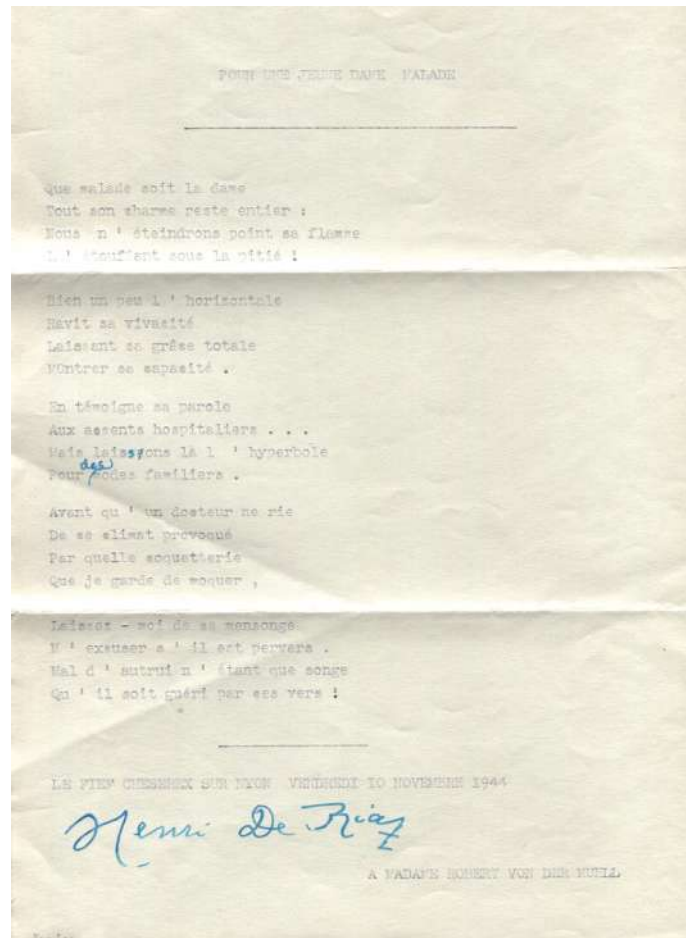 POUR UNE JEUNE DAME MALADE
Que malade soit la dame
Tout son charme reste entier :
Nous n ' éteindrons point sa flamme
L ' étouffant sous la pitié !
Bien un peu l ' horizontale
Ravit sa vivacité
Laissant sa grâce totale
MOntrer sa capacité .
En témoigne sa parole
Aux accents hospitaliers . . .
Mais laissons là l ' hyperbole
Pour des modes familiers .
Avant qu ' un docteur ne rie
De ce climat provoqué
Par quelle coquetterie
Que je garde de moquer ,
Laissez - moi de ce mensonge
M ' excuser s ' il est pervers .
Mal d ' autrui n ' étant que songe
Qu ' il soit guéri par ces vers !
LE FIEF CHESEREX SUR NYON VENDREDI IO NOVEMBRE I944
Henri De Riaz
A MADAME ROBERT VON DER MUHLL